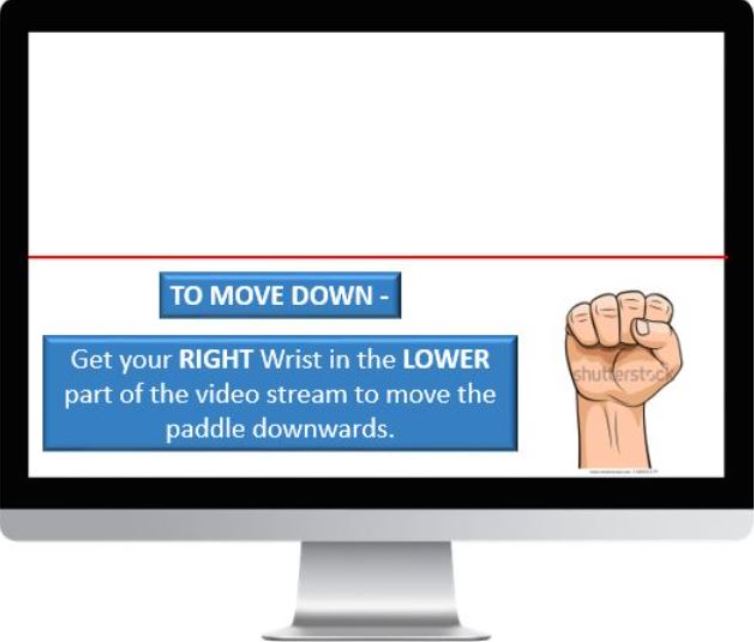 TO MOVE DOWN -
Get your RIGHT Wrist in the LOWER
part of the video stream to move the
paddle downwards.
shutterstock